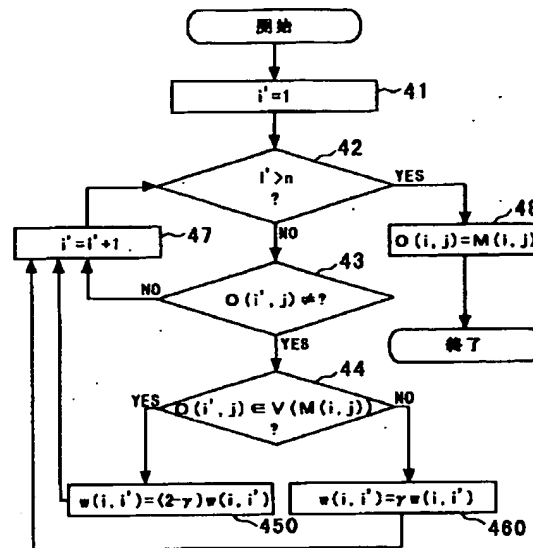 開始
i'=1
41
42
i'>n
?
YES
NO
48
O(i,j)=M(i,j)
終了
i'=i'+1
47
43
NO
O(i',j)≠?
YES
44
YES
O(i',j)∈V(M(i,j))
?
NO
w(i,i')=(2-γ)w(i,i')
450
w(i,i')=γw(i,i')
460